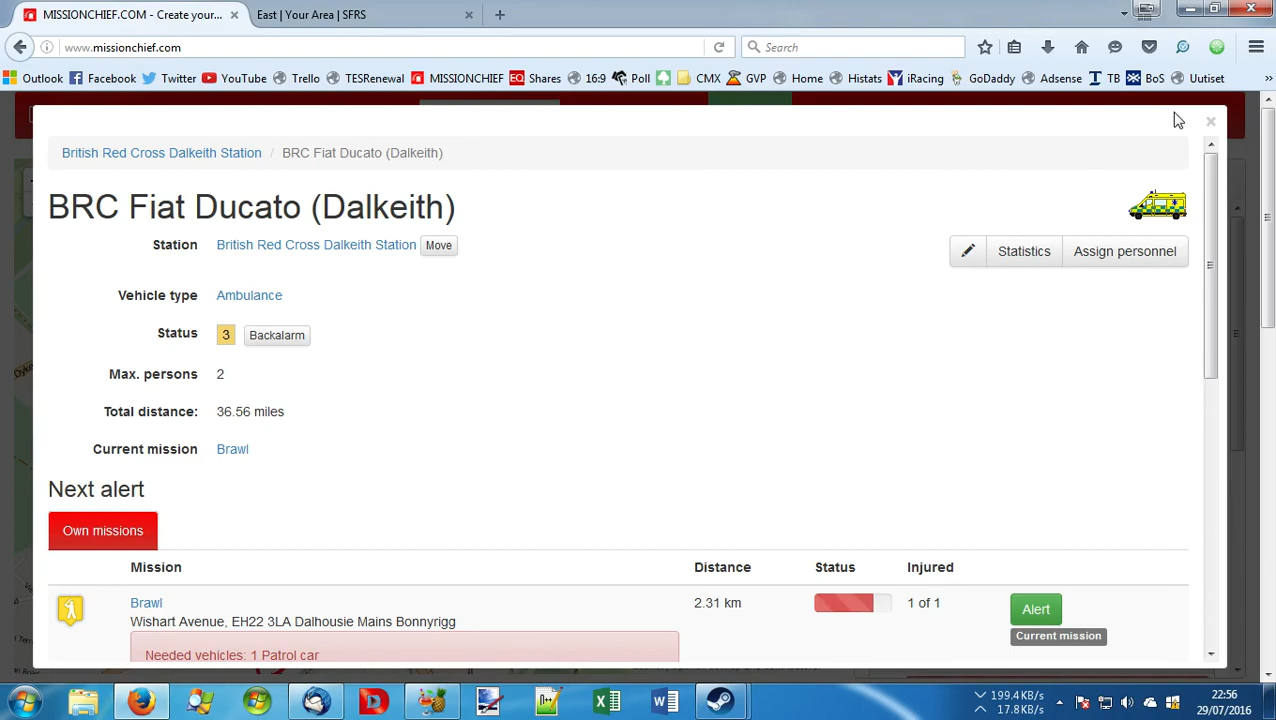 MISSIONCHIEF.COM - Create your... × East | Your Area | SFRS × +
www.missionchief.com Search
Outlook Facebook Twitter YouTube Trello TESRenewal MISSIONCHIEF EQ Shares 16:9 Poll CMX GVP Home Histats iRacing GoDaddy Adsense TB BoS Uutiset »
×
British Red Cross Dalkeith Station / BRC Fiat Ducato (Dalkeith)
BRC Fiat Ducato (Dalkeith)
Station British Red Cross Dalkeith Station Move Statistics Assign personnel
Vehicle type Ambulance
Status 3 Backalarm
Max. persons 2
Total distance: 36.56 miles
Current mission Brawl
Next alert
Own missions
Mission Distance Status Injured
Brawl 2.31 km 1 of 1 Alert
Wishart Avenue, EH22 3LA Dalhousie Mains Bonnyrigg
Current mission
Needed vehicles: 1 Patrol car
199.4 KB/s 22:56
17.8 KB/s 29/07/2016